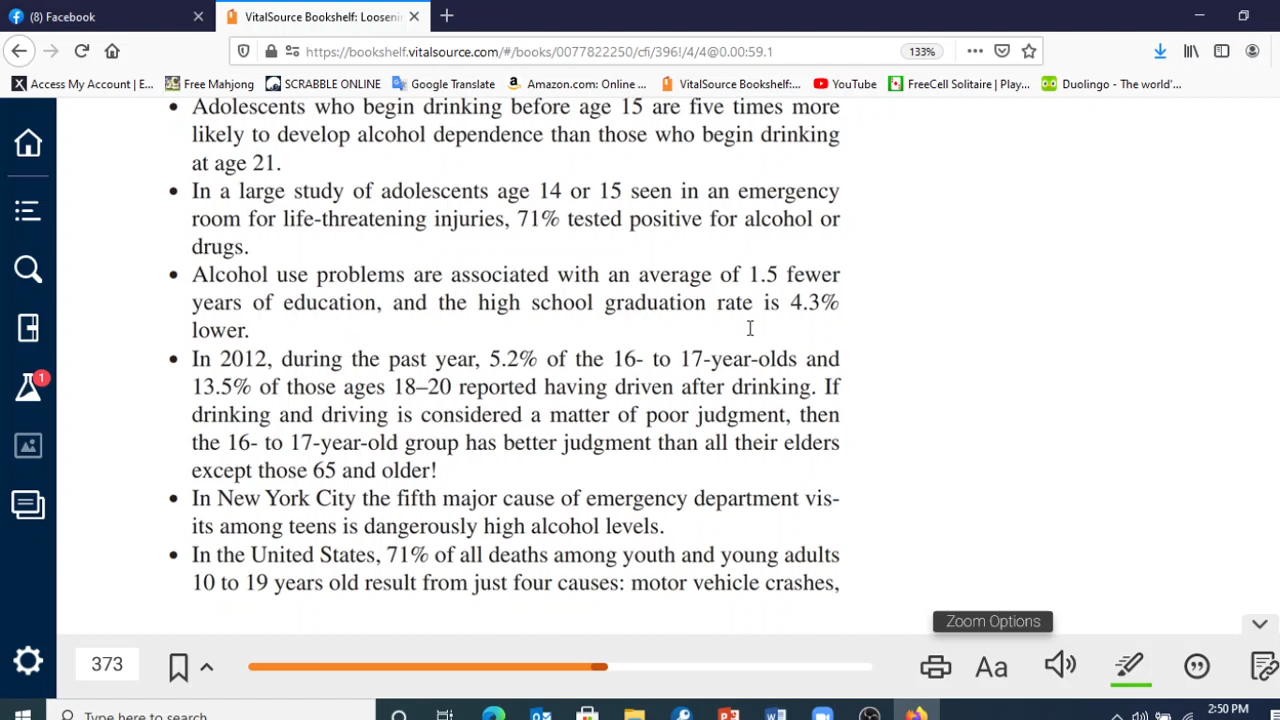 (8) Facebook
VitalSource Bookshelf: Loosenin
https://bookshelf.vitalsource.com/#/books/0077822250/cfi/396!/4/4@0.00:59.1
133%
Access My Account | E...
Free Mahjong
SCRABBLE ONLINE
Google Translate
Amazon.com: Online ...
VitalSource Bookshelf:...
YouTube
FreeCell Solitaire | Play...
Duolingo - The world'...
• Adolescents who begin drinking before age 15 are five times more
likely to develop alcohol dependence than those who begin drinking
at age 21.
• In a large study of adolescents age 14 or 15 seen in an emergency
room for life-threatening injuries, 71% tested positive for alcohol or
drugs.
• Alcohol use problems are associated with an average of 1.5 fewer
years of education, and the high school graduation rate is 4.3%
lower.
• In 2012, during the past year, 5.2% of the 16- to 17-year-olds and
13.5% of those ages 18–20 reported having driven after drinking. If
drinking and driving is considered a matter of poor judgment, then
the 16- to 17-year-old group has better judgment than all their elders
except those 65 and older!
• In New York City the fifth major cause of emergency department vis-
its among teens is dangerously high alcohol levels.
• In the United States, 71% of all deaths among youth and young adults
10 to 19 years old result from just four causes: motor vehicle crashes,
1
Zoom Options
373
Aa
Type here to search
2:50 PM